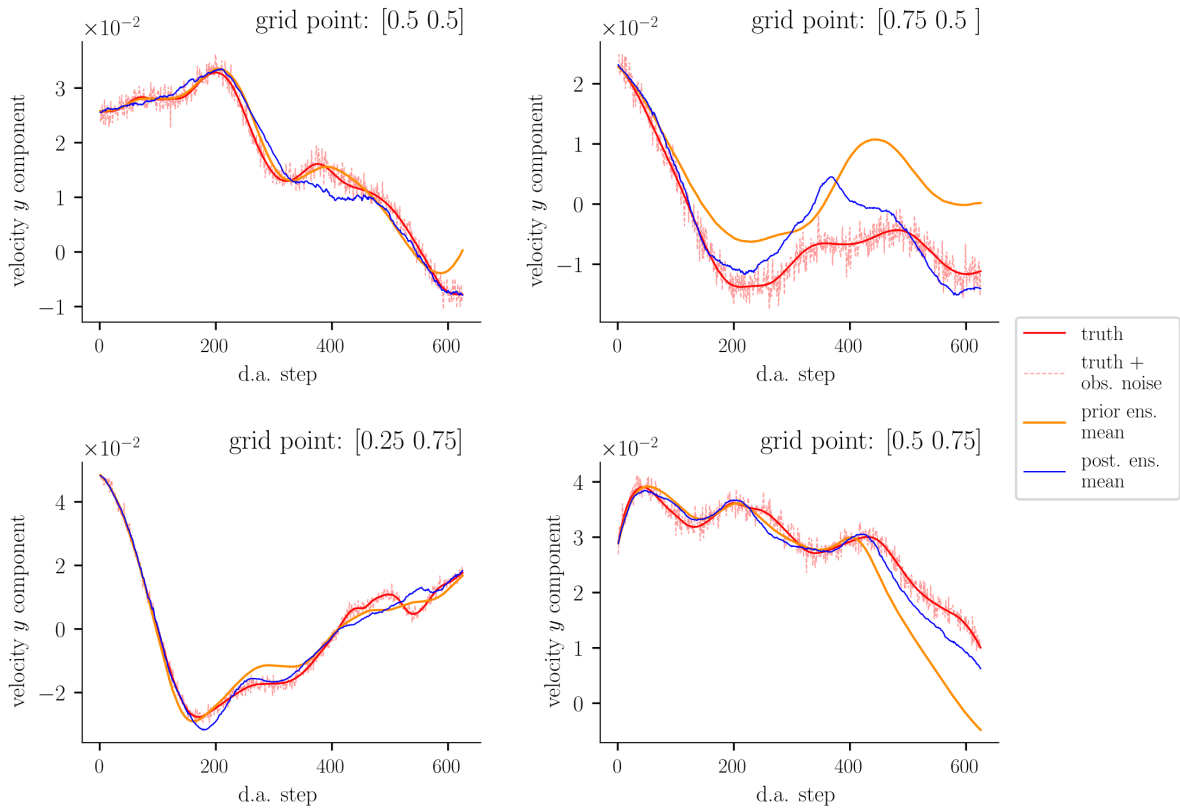 ×10⁻²
grid point: [0.5 0.5]
velocity y component
3
2
1
0
−1
0 200 400 600
d.a. step
×10⁻²
grid point: [0.75 0.5 ]
velocity y component
2
1
0
−1
0 200 400 600
d.a. step
truth
truth +
obs. noise
prior ens.
mean
post. ens.
mean
×10⁻²
grid point: [0.25 0.75]
velocity y component
4
2
0
−2
0 200 400 600
d.a. step
×10⁻²
grid point: [0.5 0.75]
velocity y component
4
3
2
1
0
0 200 400 600
d.a. step